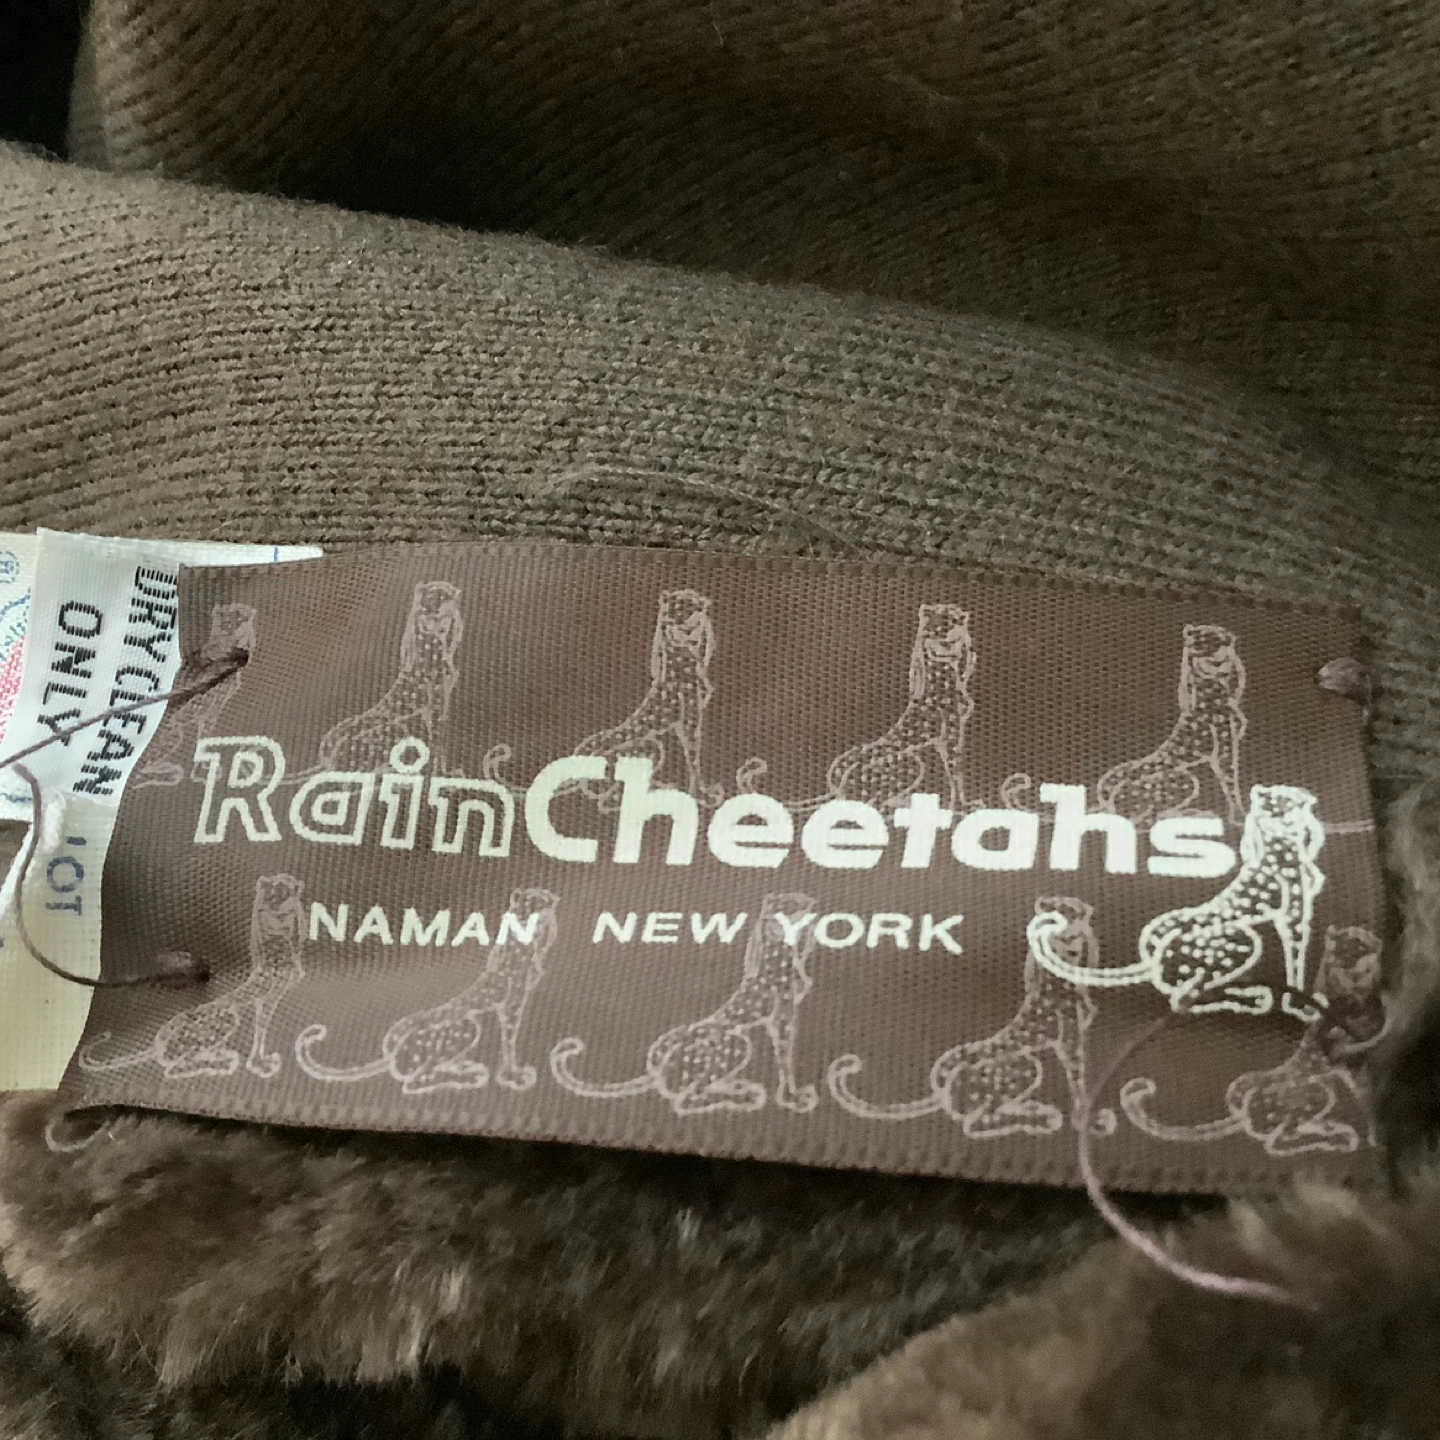 DRY CLEAN
ONLY
RainCheetahs
NAMAN NEW YORK